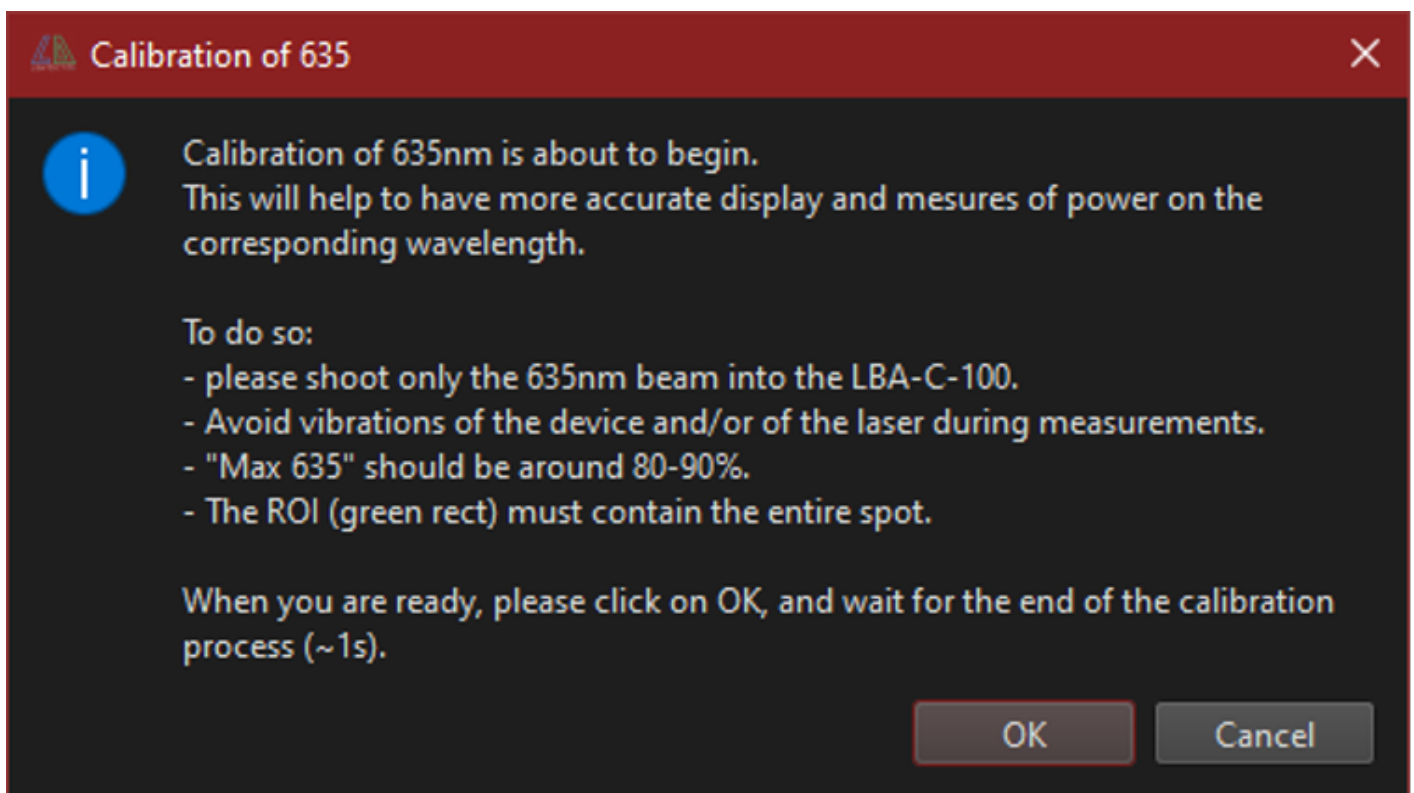 Calibration of 635
Calibration of 635nm is about to begin.
This will help to have more accurate display and mesures of power on the
corresponding wavelength.
To do so:
- please shoot only the 635nm beam into the LBA-C-100.
- Avoid vibrations of the device and/or of the laser during measurements.
- "Max 635" should be around 80-90%.
- The ROI (green rect) must contain the entire spot.
When you are ready, please click on OK, and wait for the end of the calibration
process (~1s).
OK
Cancel